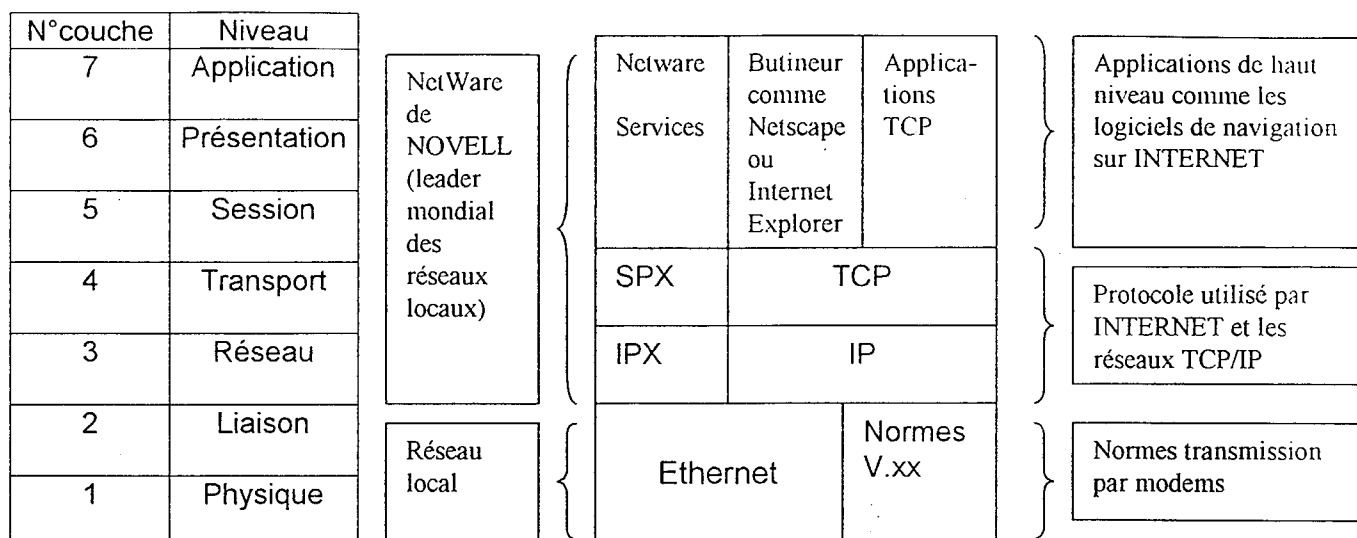 N°couche Niveau
7 Application
6 Présentation
5 Session
4 Transport
3 Réseau
2 Liaison
1 Physique
NetWare
de
NOVELL
(leader
mondial
des
réseaux
locaux)
Réseau
local
Netware
Services
Butineur
comme
Netscape
ou
Internet
Explorer
Applica-
tions
TCP
SPX TCP
IPX IP
Ethernet
Normes
V.xx
Applications de haut
niveau comme les
logiciels de navigation
sur INTERNET
Protocole utilisé par
INTERNET et les
réseaux TCP/IP
Normes transmission
par modems